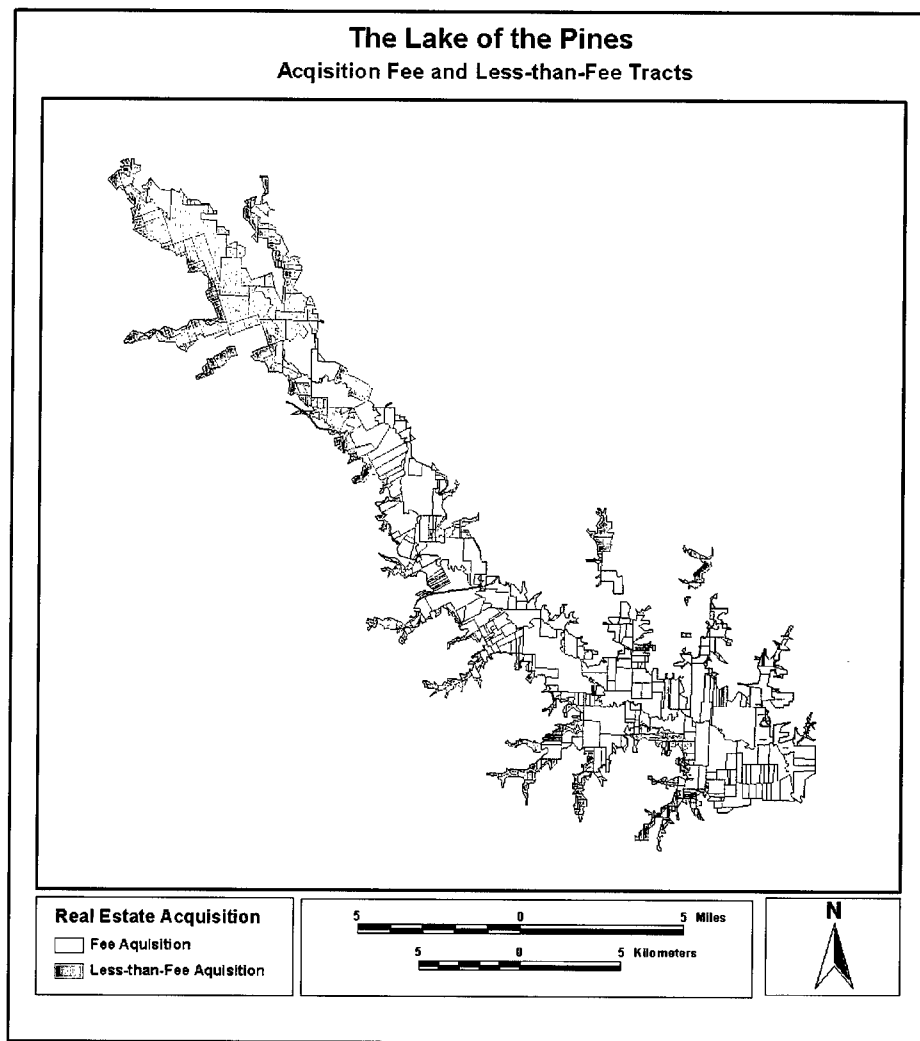 The Lake of the Pines
Acqisition Fee and Less-than-Fee Tracts
Real Estate Acquisition
Fee Aquisition
Less-than-Fee Aquisition
5 0 5 Miles
5 0 5 Kilometers
N